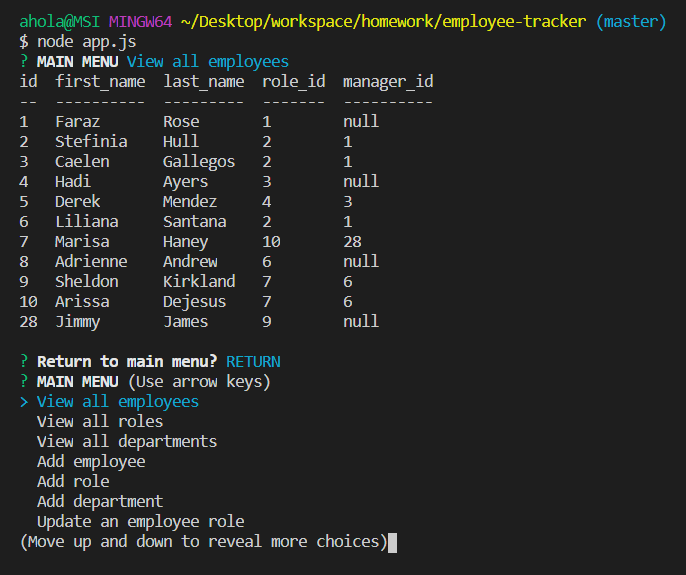 ahola@MSI MINGW64 ~/Desktop/workspace/homework/employee-tracker (master)
$ node app.js
? MAIN MENU View all employees
id  first_name  last_name  role_id  manager_id
--  ----------  ---------  -------  ----------
1   Faraz       Rose       1        null
2   Stefinia    Hull       2        1
3   Caelen      Gallegos   2        1
4   Hadi        Ayers      3        null
5   Derek       Mendez     4        3
6   Liliana     Santana    2        1
7   Marisa      Haney      10       28
8   Adrienne    Andrew     6        null
9   Sheldon     Kirkland   7        6
10  Arissa      Dejesus    7        6
28  Jimmy       James      9        null
? Return to main menu? RETURN
? MAIN MENU (Use arrow keys)
> View all employees
  View all roles
  View all departments
  Add employee
  Add role
  Add department
  Update an employee role
(Move up and down to reveal more choices)